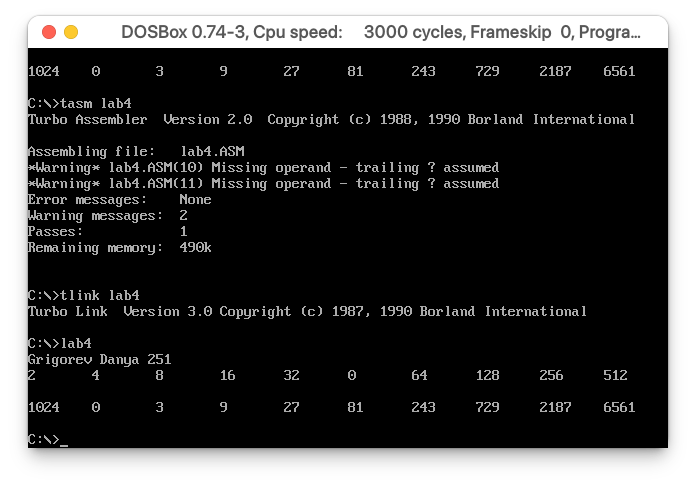 DOSBox 0.74-3, Cpu speed:    3000 cycles, Frameskip  0, Progra...
1024    0       3       9       27      81      243     729     2187    6561
C:\>tasm lab4
Turbo Assembler  Version 2.0  Copyright (c) 1988, 1990 Borland International
Assembling file:   lab4.ASM
*Warning* lab4.ASM(10) Missing operand - trailing ? assumed
*Warning* lab4.ASM(11) Missing operand - trailing ? assumed
Error messages:    None
Warning messages:  2
Passes:            1
Remaining memory:  490k
C:\>tlink lab4
Turbo Link  Version 3.0 Copyright (c) 1987, 1990 Borland International
C:\>lab4
Grigorev Danya 251
2       4       8       16      32      0       64      128     256     512
1024    0       3       9       27      81      243     729     2187    6561
C:\>_